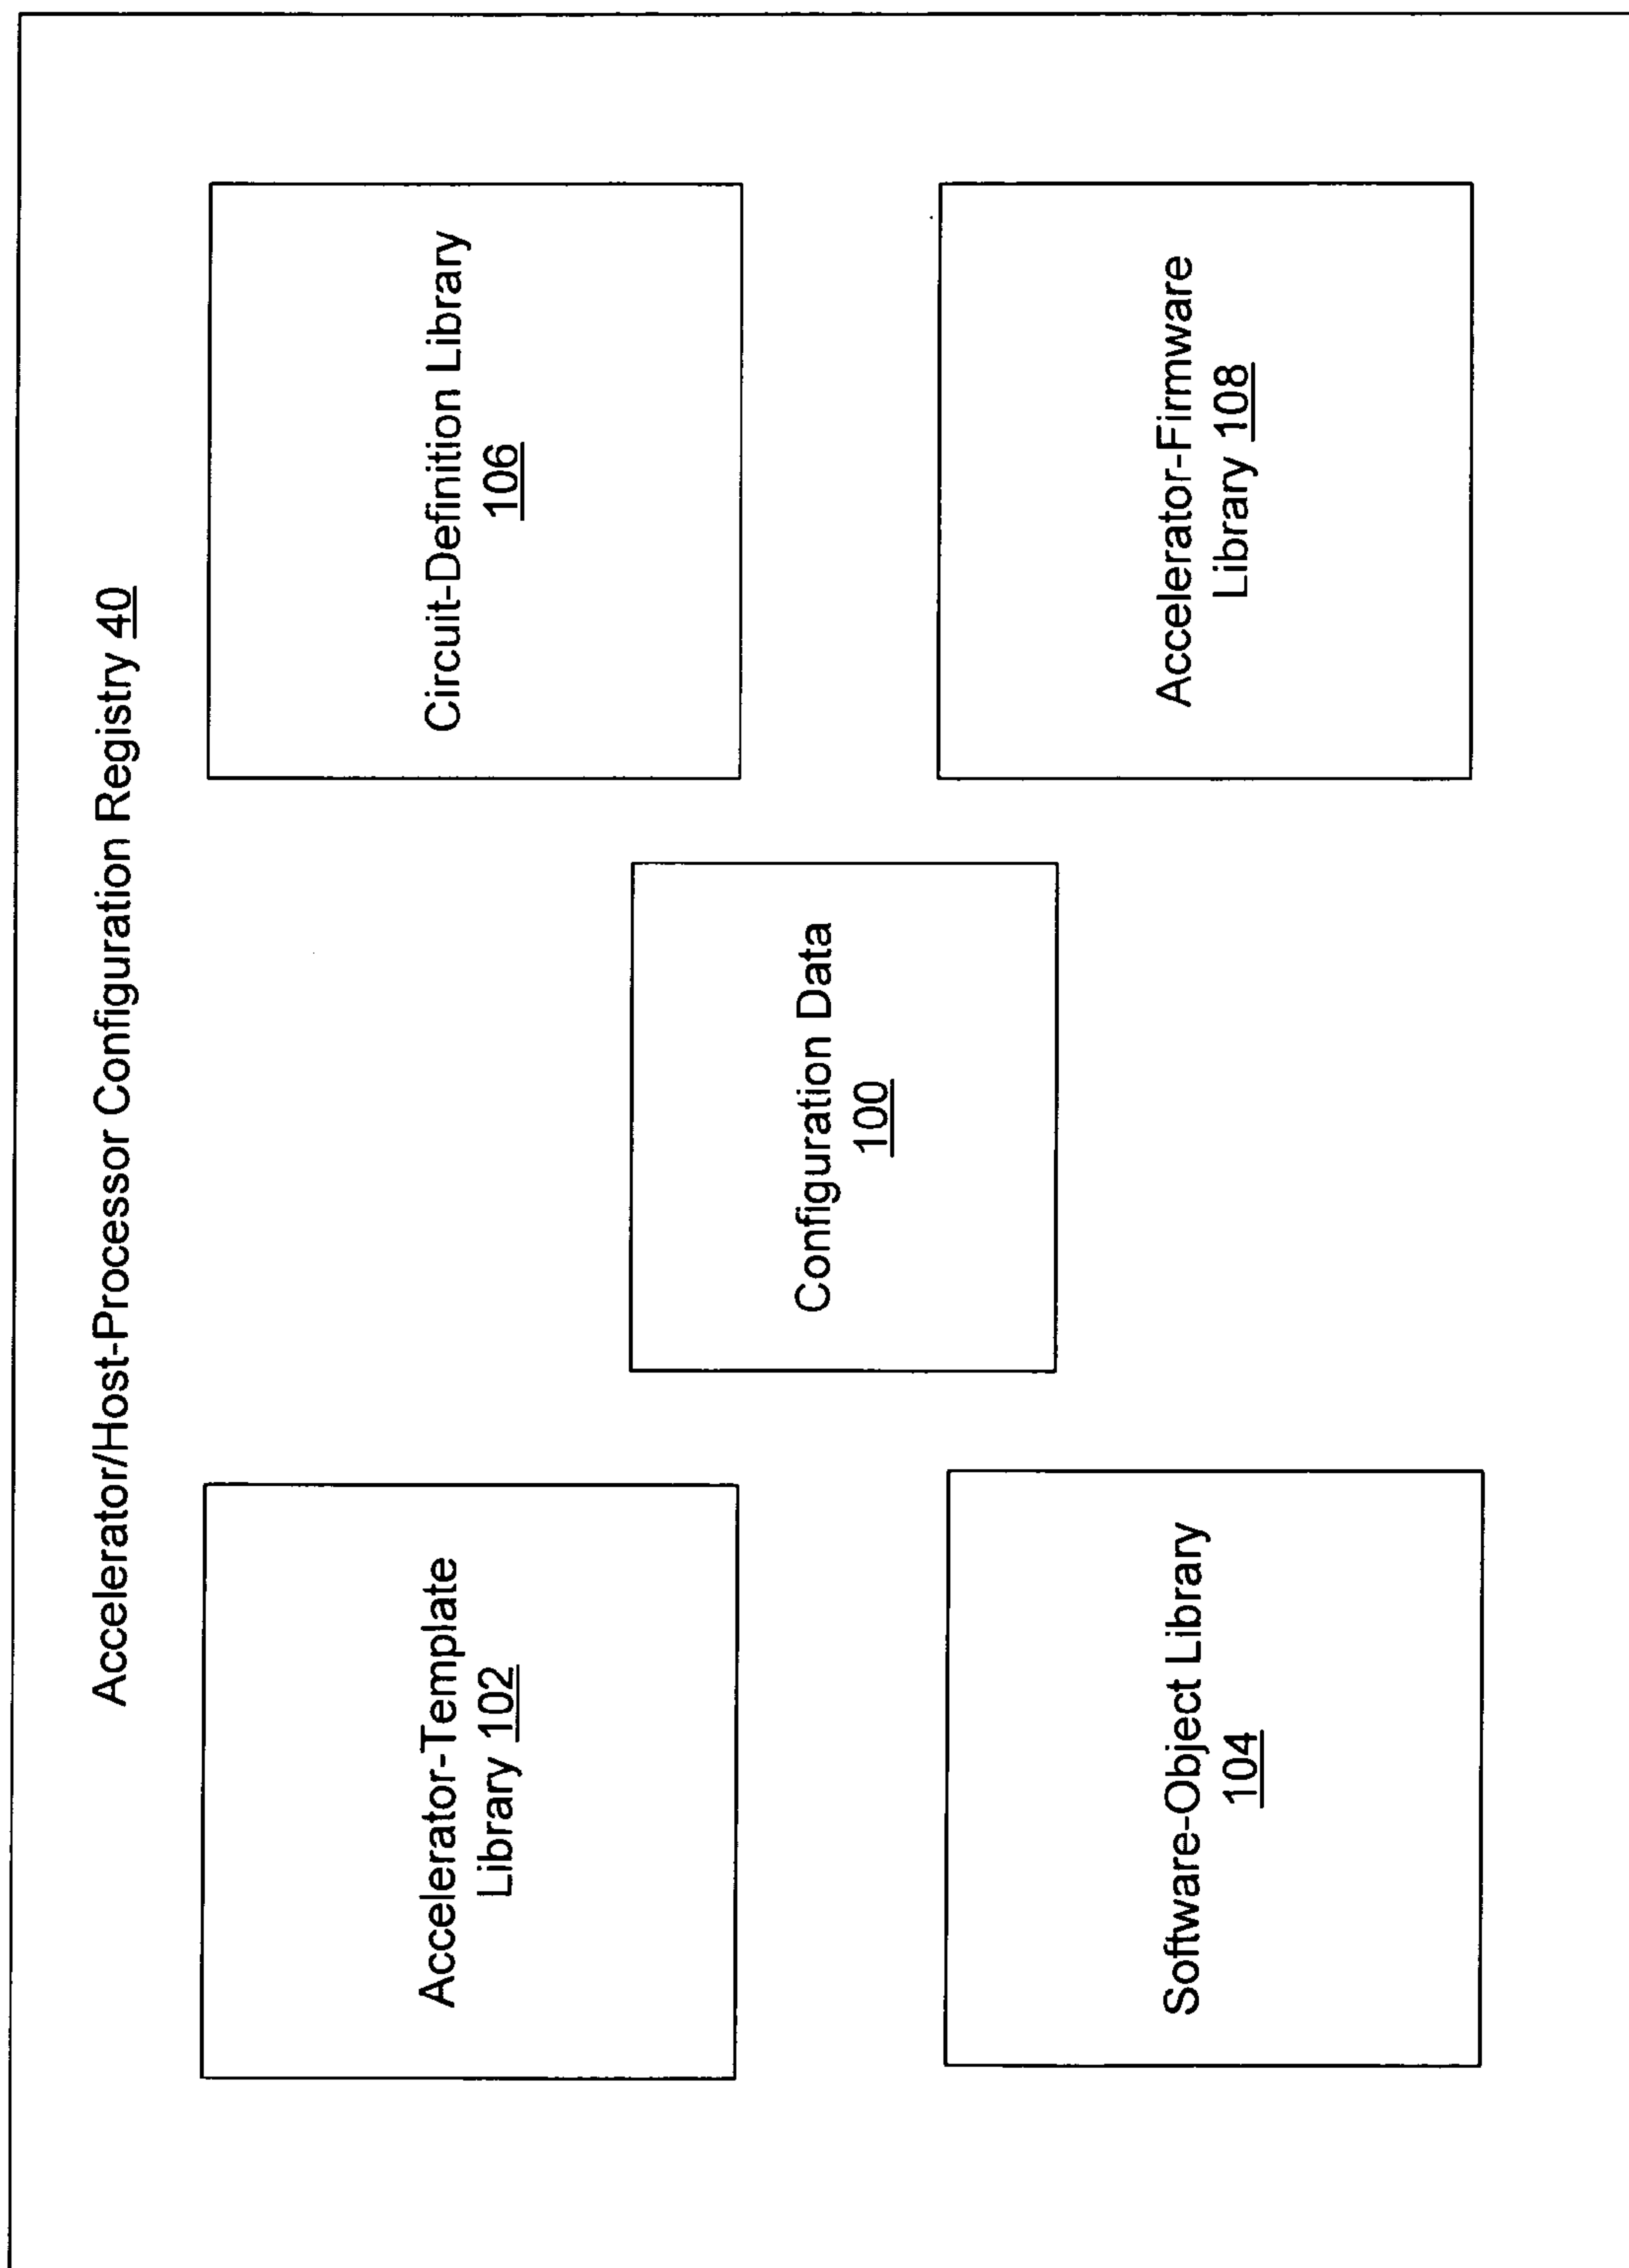 Accelerator/Host-Processor Configuration Registry 40
Accelerator-Template
Library 102
Circuit-Definition Library
106
Configuration Data
100
Software-Object Library
104
Accelerator-Firmware
Library 108